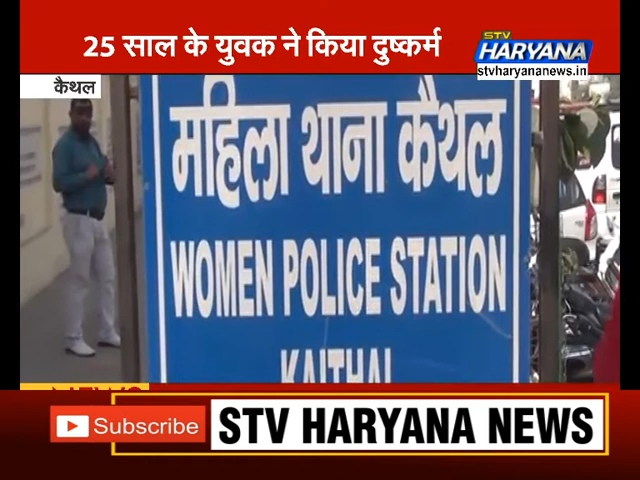 25 साल के युवक ने किया दुष्कर्म
STV
HARYANA
stvharyananews.in
कैथल
महिला थाना कैथल
WOMEN POLICE STATION
KAITHAL
Subscribe
STV HARYANA NEWS